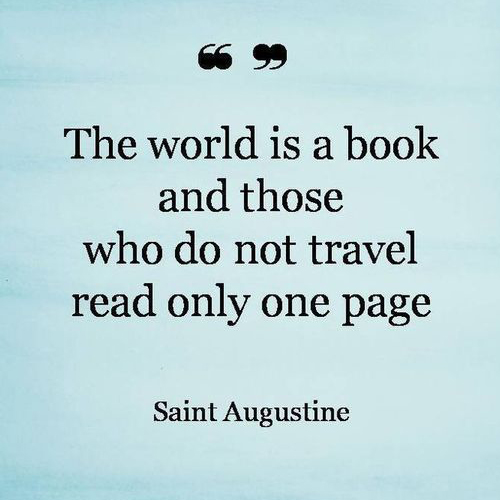 “ ”
The world is a book
and those
who do not travel
read only one page
Saint Augustine